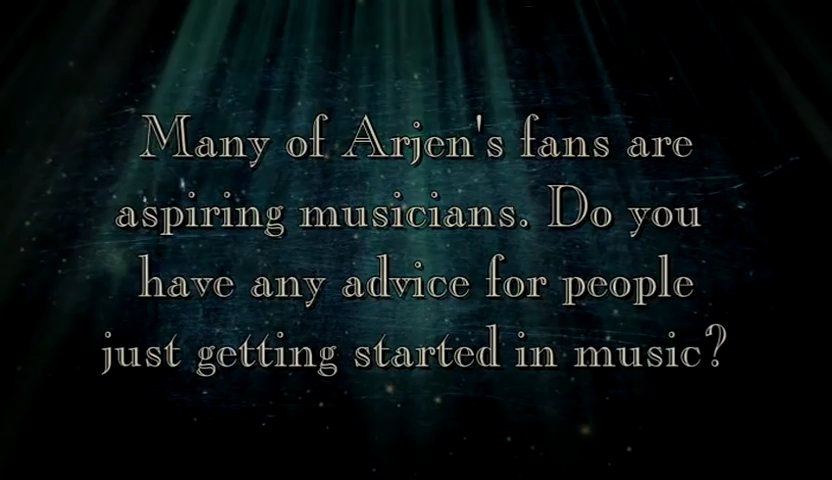 Many of Arjen's fans are
aspiring musicians. Do you
have any advice for people
just getting started in music?